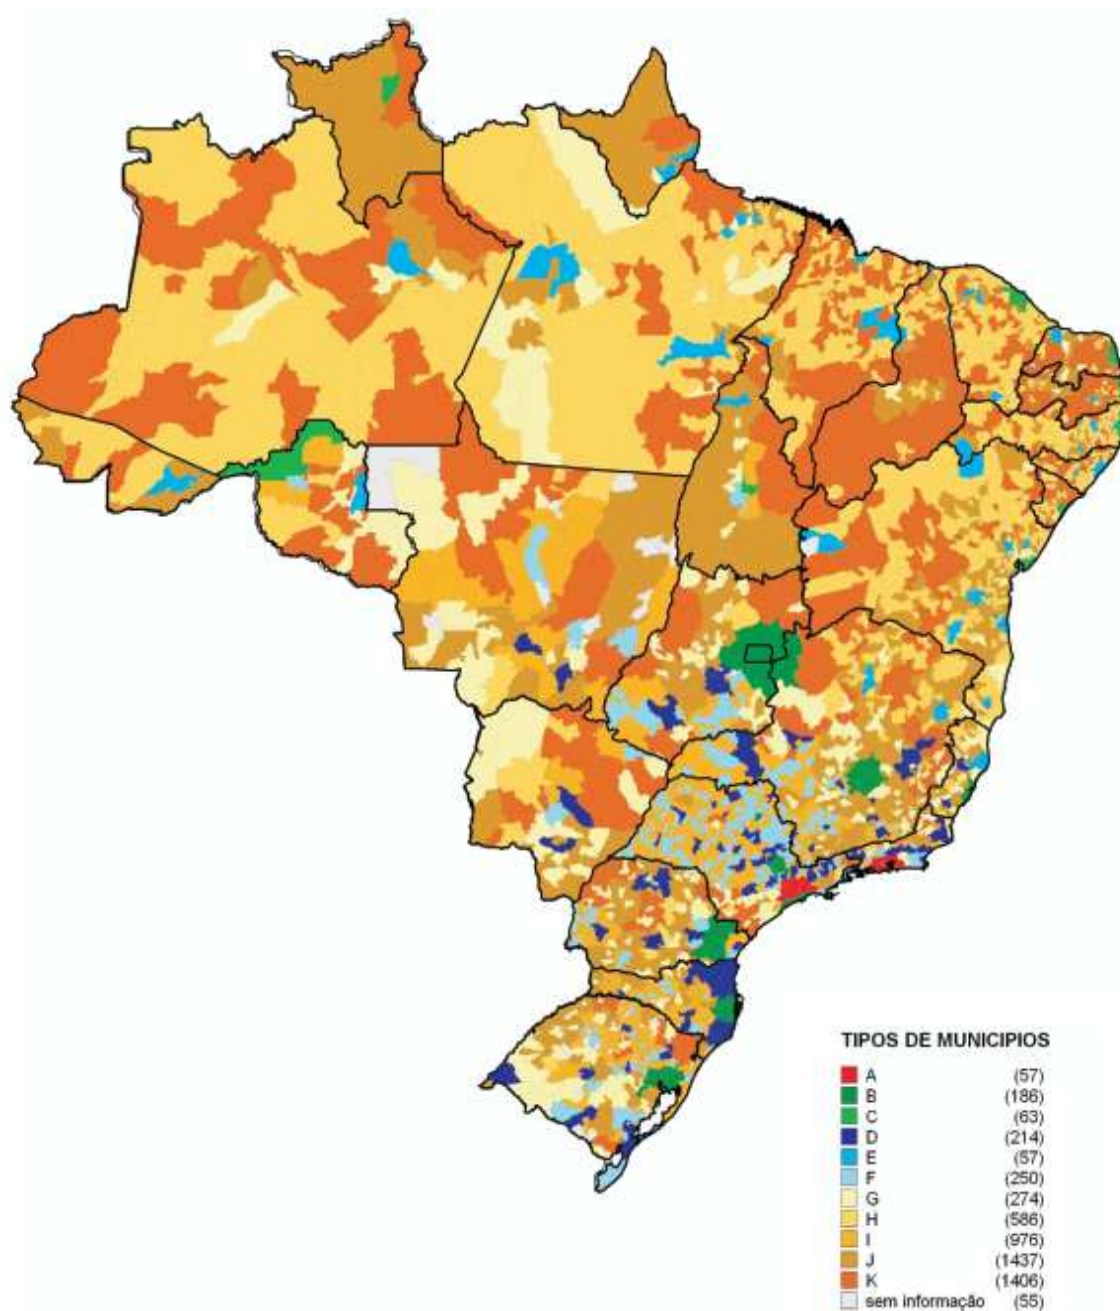 TIPOS DE MUNICIPIOS
A (57)
B (186)
C (63)
D (214)
E (57)
F (250)
G (274)
H (586)
I (976)
J (1437)
K (1406)
sem informação (55)